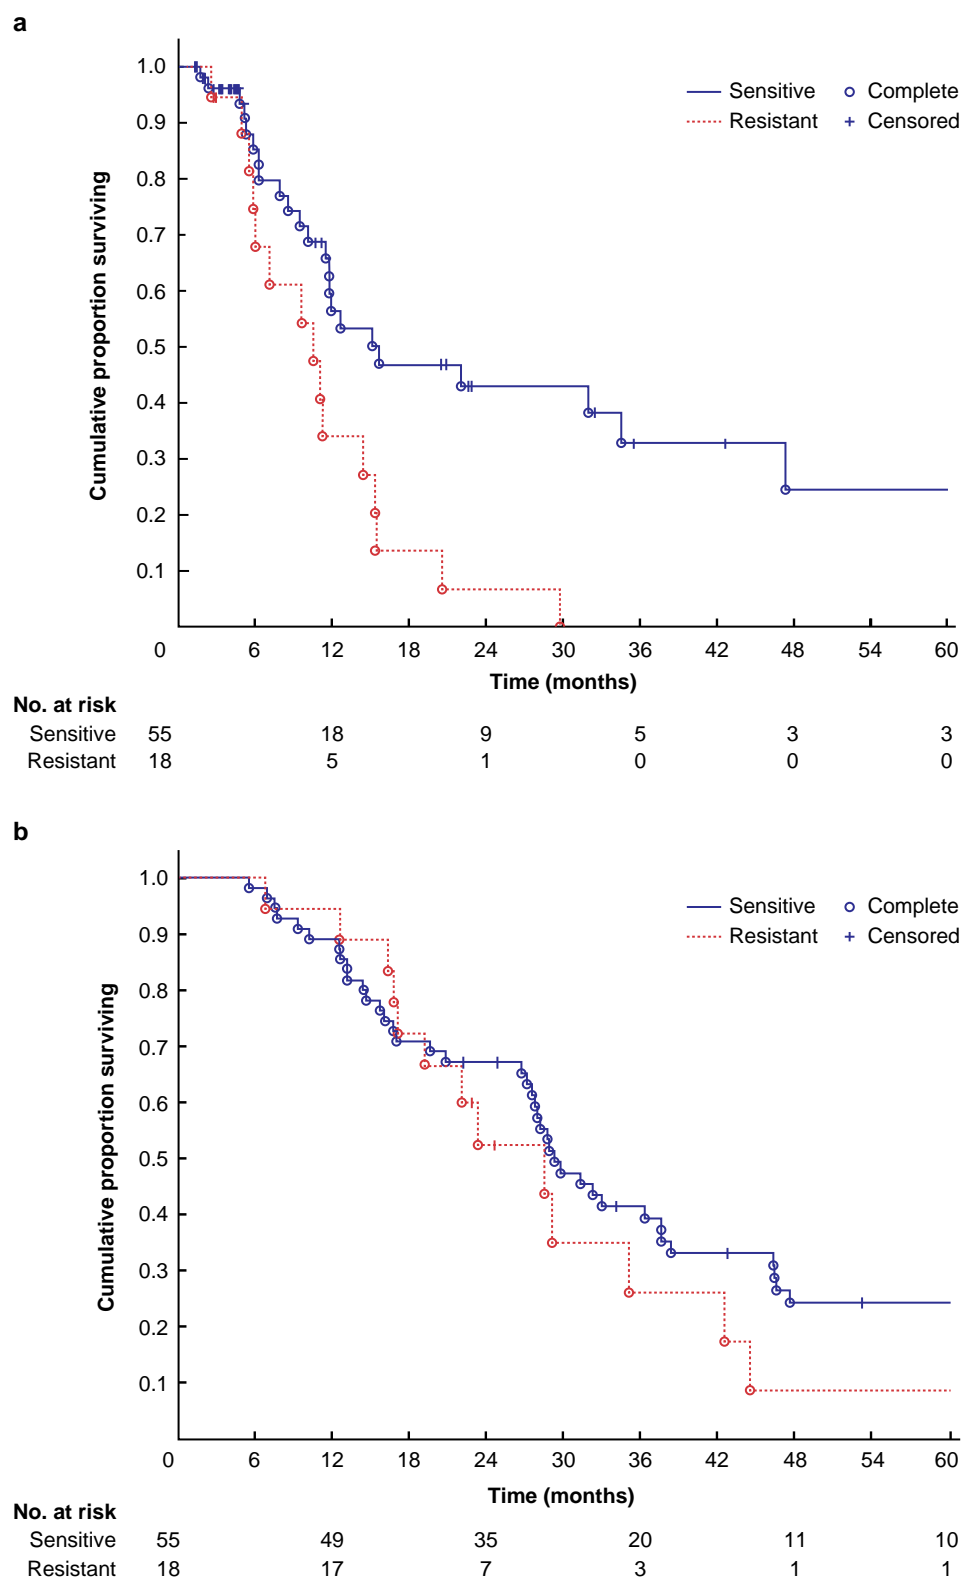 a
Sensitive Complete
Resistant Censored
1.0
0.9
0.8
0.7
0.6
0.5
0.4
0.3
0.2
0.1
Cumulative proportion surviving
0 6 12 18 24 30 36 42 48 54 60
Time (months)
No. at risk
Sensitive 55 18 9 5 3 3
Resistant 18 5 1 0 0 0
b
Sensitive Complete
Resistant Censored
1.0
0.9
0.8
0.7
0.6
0.5
0.4
0.3
0.2
0.1
Cumulative proportion surviving
0 6 12 18 24 30 36 42 48 54 60
Time (months)
No. at risk
Sensitive 55 49 35 20 11 10
Resistant 18 17 7 3 1 1